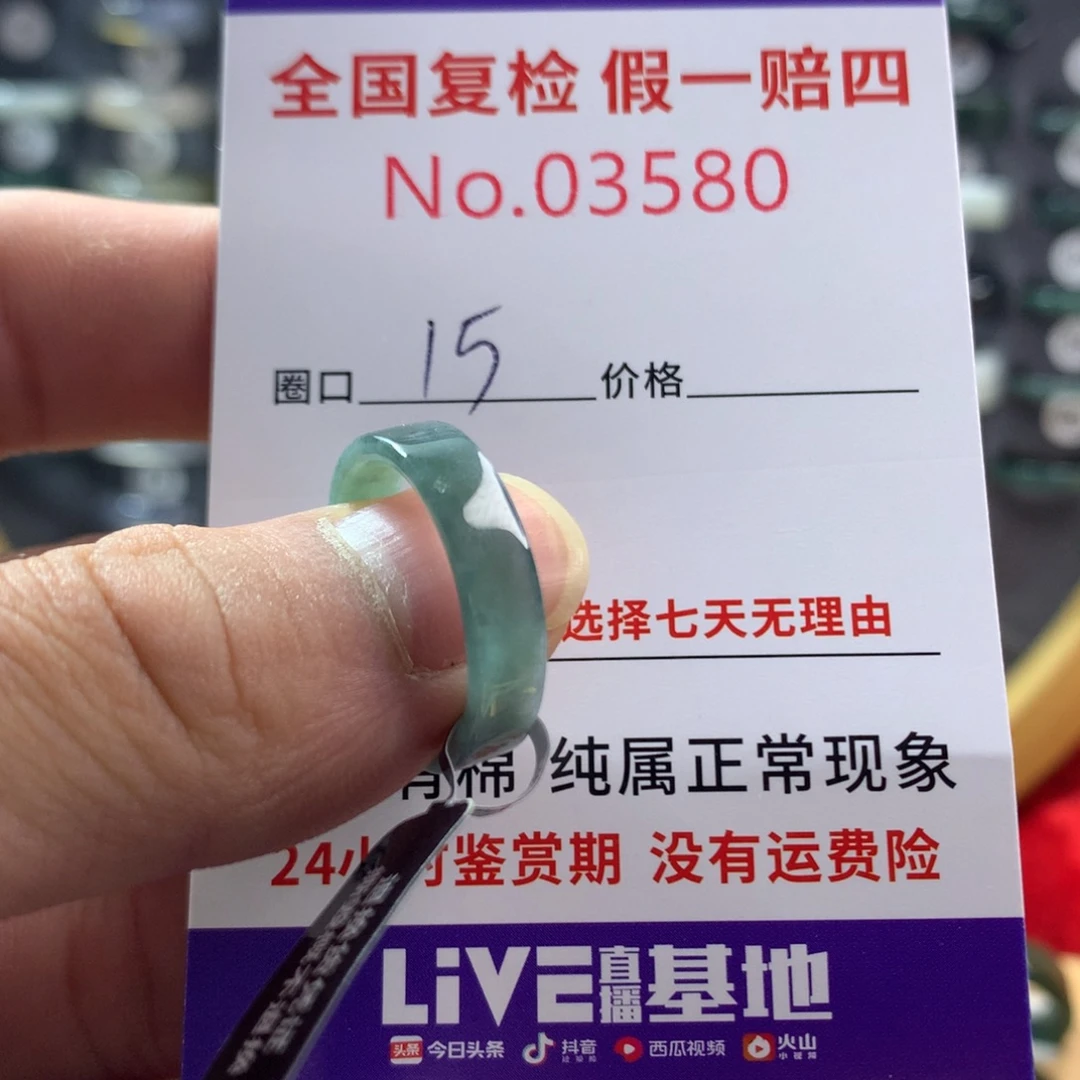 全国复检 假一赔四
No.03580
圈口 15 价格
选择七天无理由
有棉 纯属正常现象
24小时鉴赏期 没有运费险
LiVE直播基地
头条 今日头条 抖音 西瓜视频 火山小视频